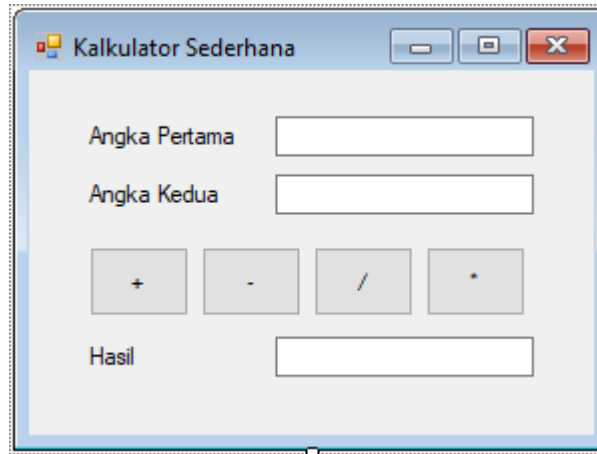 Kalkulator Sederhana
Angka Pertama
Angka Kedua
+ - / *
Hasil